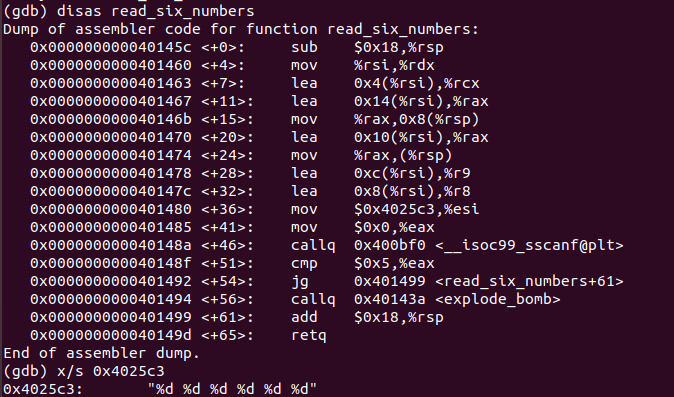 (gdb) disas read_six_numbers
Dump of assembler code for function read_six_numbers:
   0x000000000040145c <+0>:     sub    $0x18,%rsp
   0x0000000000401460 <+4>:     mov    %rsi,%rdx
   0x0000000000401463 <+7>:     lea    0x4(%rsi),%rcx
   0x0000000000401467 <+11>:    lea    0x14(%rsi),%rax
   0x000000000040146b <+15>:    mov    %rax,0x8(%rsp)
   0x0000000000401470 <+20>:    lea    0x10(%rsi),%rax
   0x0000000000401474 <+24>:    mov    %rax,(%rsp)
   0x0000000000401478 <+28>:    lea    0xc(%rsi),%r9
   0x000000000040147c <+32>:    lea    0x8(%rsi),%r8
   0x0000000000401480 <+36>:    mov    $0x4025c3,%esi
   0x0000000000401485 <+41>:    mov    $0x0,%eax
   0x000000000040148a <+46>:    callq  0x400bf0 <__isoc99_sscanf@plt>
   0x000000000040148f <+51>:    cmp    $0x5,%eax
   0x0000000000401492 <+54>:    jg     0x401499 <read_six_numbers+61>
   0x0000000000401494 <+56>:    callq  0x40143a <explode_bomb>
   0x0000000000401499 <+61>:    add    $0x18,%rsp
   0x000000000040149d <+65>:    retq
End of assembler dump.
(gdb) x/s 0x4025c3
0x4025c3:       "%d %d %d %d %d %d"